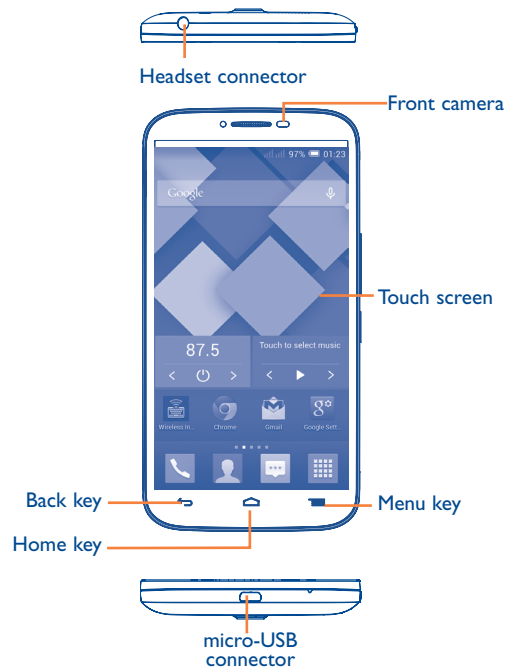 Headset connector
Front camera
97% 01:23
Google
Touch screen
87.5
Touch to select music
Wireless In...
Chrome
Gmail
Google Sett...
Back key
Menu key
Home key
micro-USB
connector